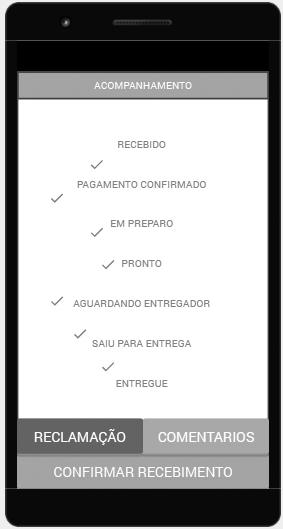 ACOMPANHAMENTO
RECEBIDO
PAGAMENTO CONFIRMADO
EM PREPARO
PRONTO
AGUARDANDO ENTREGADOR
SAIU PARA ENTREGA
ENTREGUE
RECLAMAÇÃO
COMENTARIOS
CONFIRMAR RECEBIMENTO